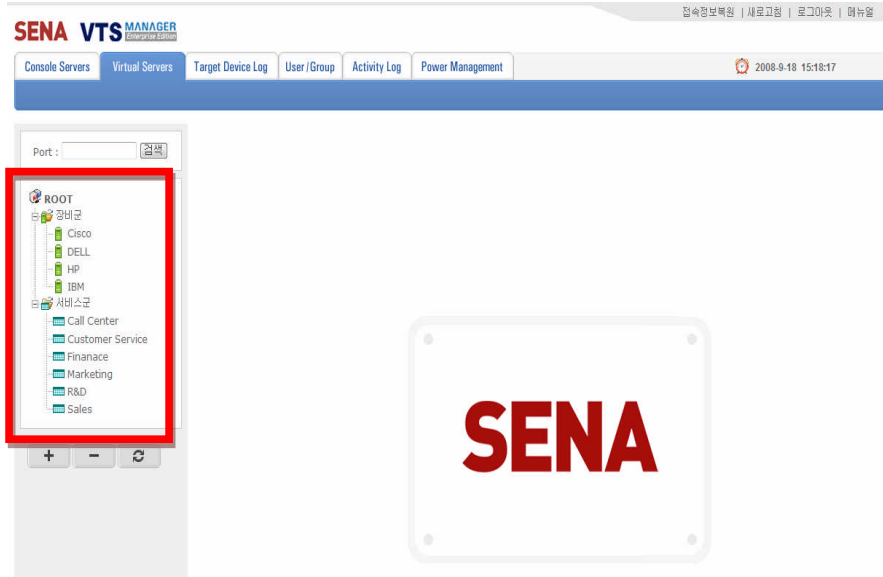 접속정보복원 | 새로고침 | 로그아웃 | 매뉴얼
SENA VTS MANAGER
Enterprise Edition
Console Servers Virtual Servers Target Device Log User/Group Activity Log Power Management 2008-9-18 15:18:17
Port : 검색
ROOT
장비군
Cisco
DELL
HP
IBM
서비스군
Call Center
Customer Service
Finanace
Marketing
R&D
Sales
SENA